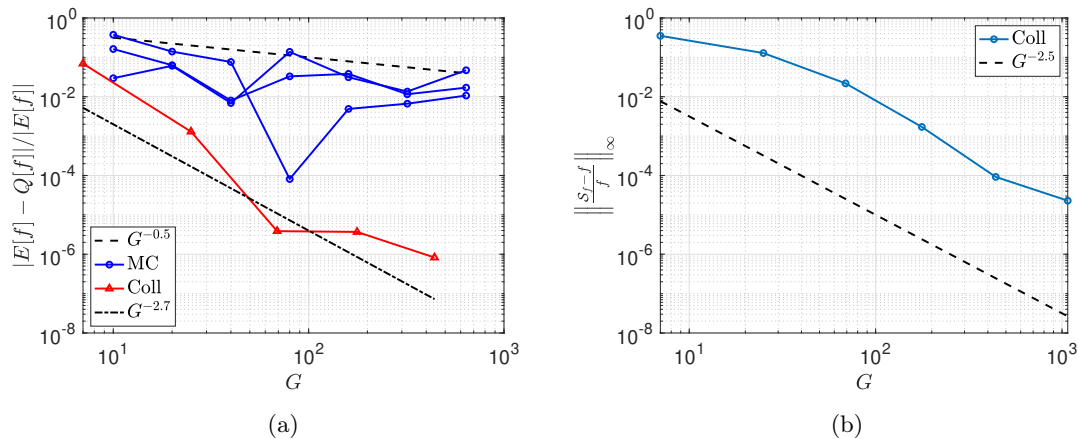 10^0
10^{-2}
10^{-4}
10^{-6}
10^{-8}
|E[f] − Q[f]|/|E[f]|
G^{−0.5}
MC
Coll
G^{−2.7}
10^1
10^2
10^3
G
(a)
10^0
10^{-2}
10^{-4}
10^{-6}
10^{-8}
||\frac{S_f − f}{f}||_∞
Coll
G^{−2.5}
10^1
10^2
10^3
G
(b)